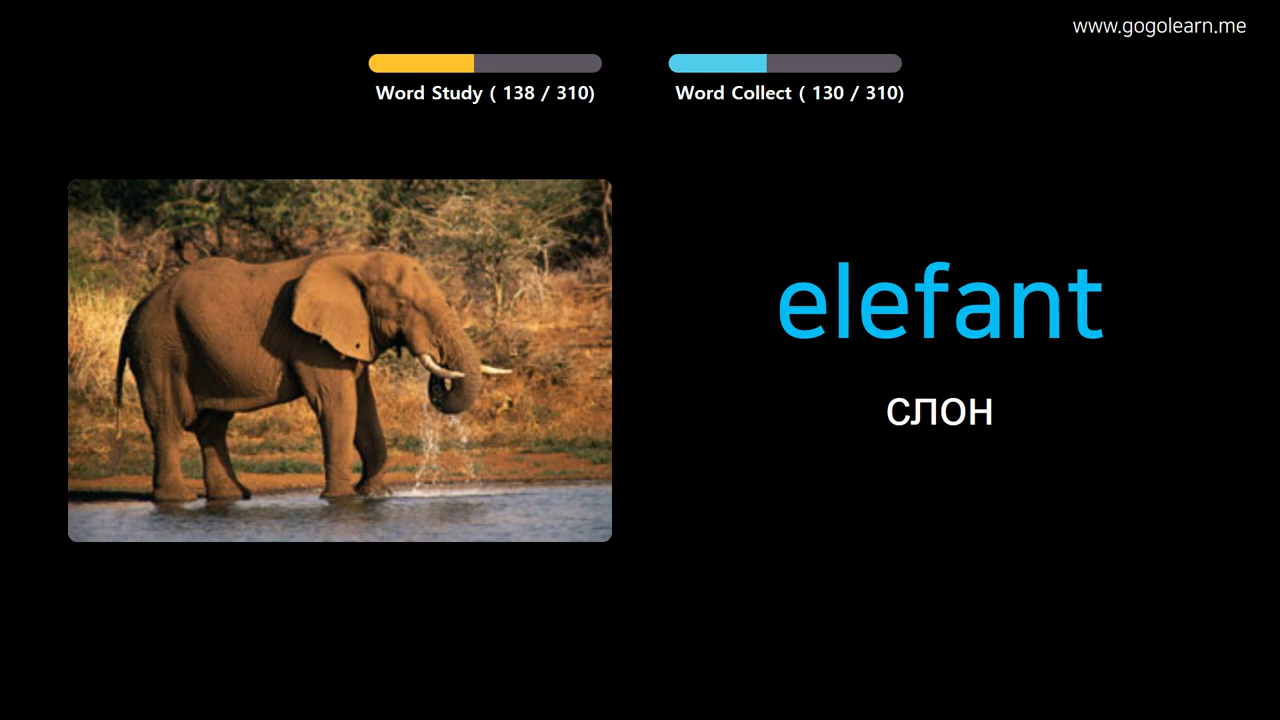 www.gogolearn.me
Word Study ( 138 / 310)
Word Collect ( 130 / 310)
elefant
слон